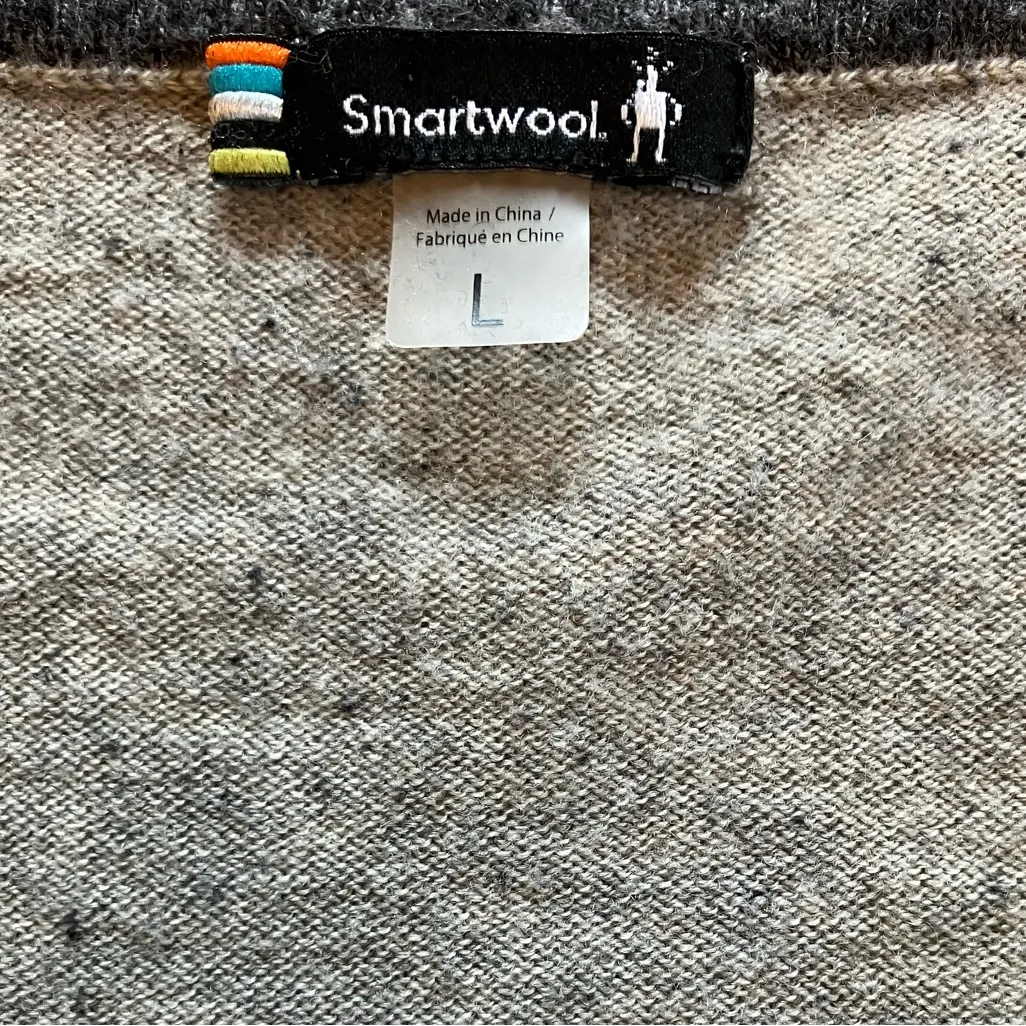 Smartwool
Made in China /
Fabriqué en Chine
L